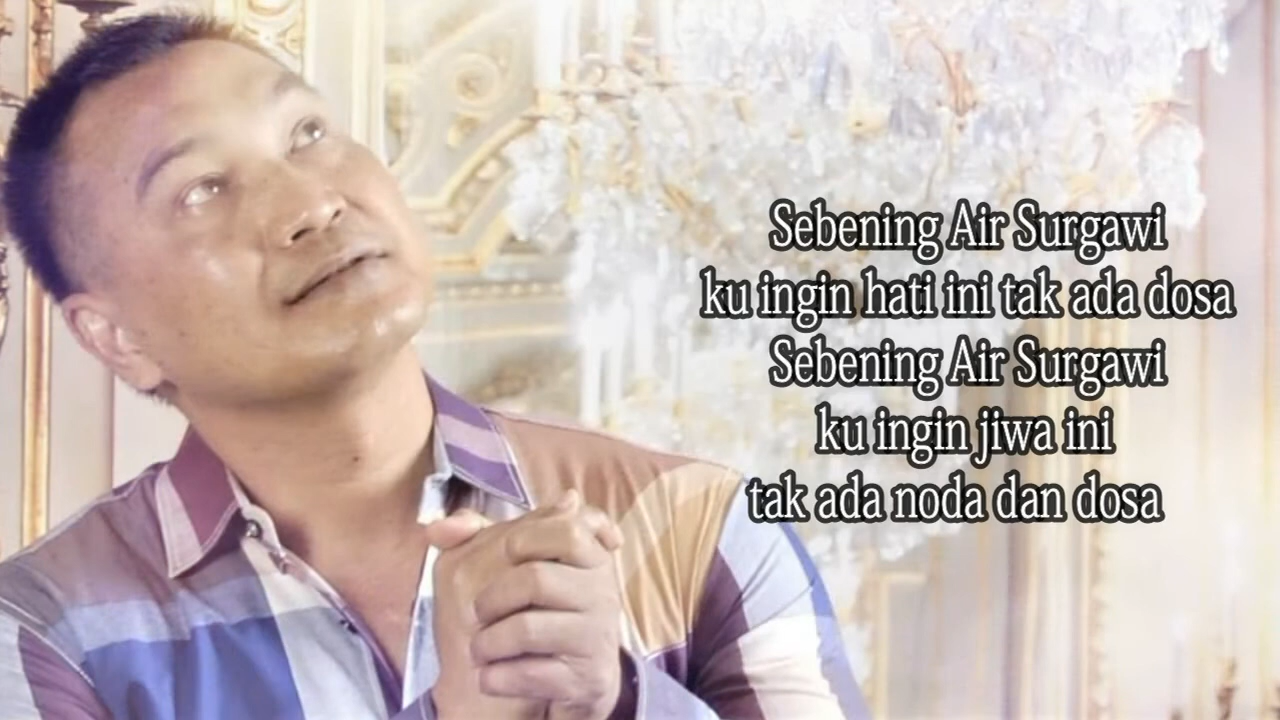 Sebening Air Surgawi
ku ingin hati ini tak ada dosa
Sebening Air Surgawi
ku ingin jiwa ini
tak ada noda dan dosa